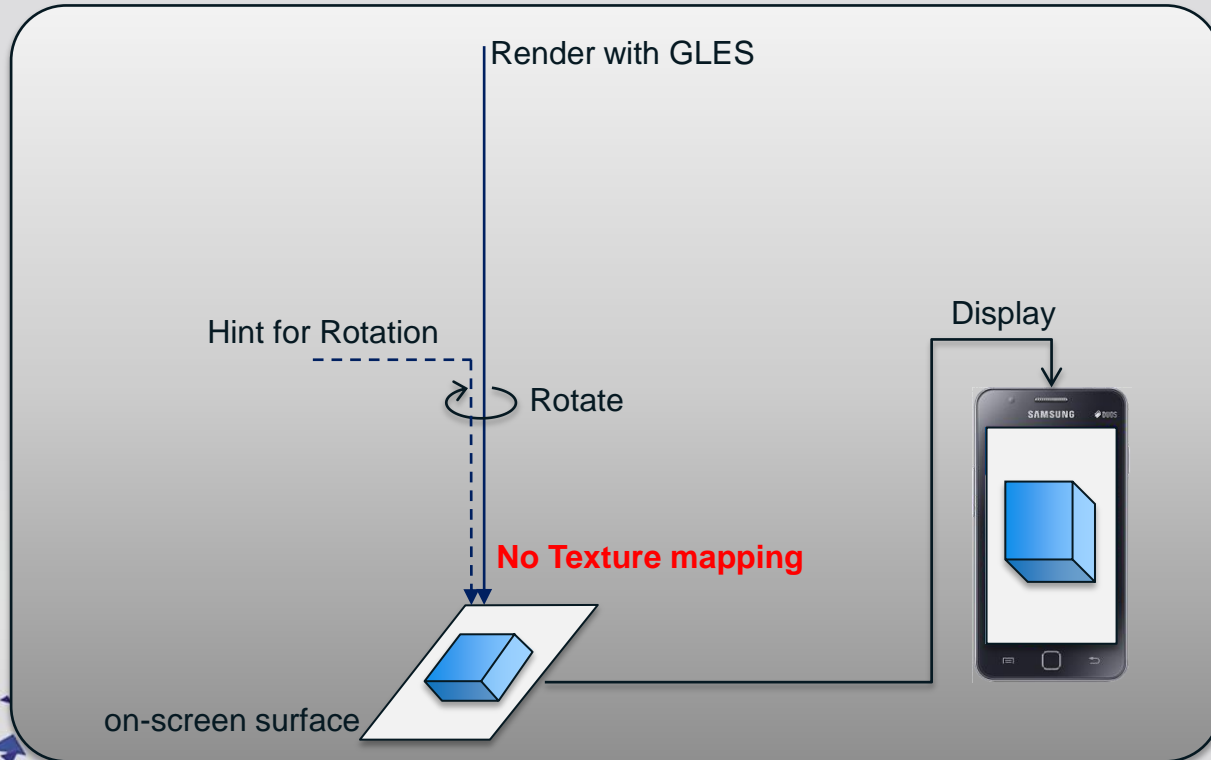 Render with GLES
Hint for Rotation
Display
Rotate
SAMSUNG
DUOS
No Texture mapping
on-screen surface